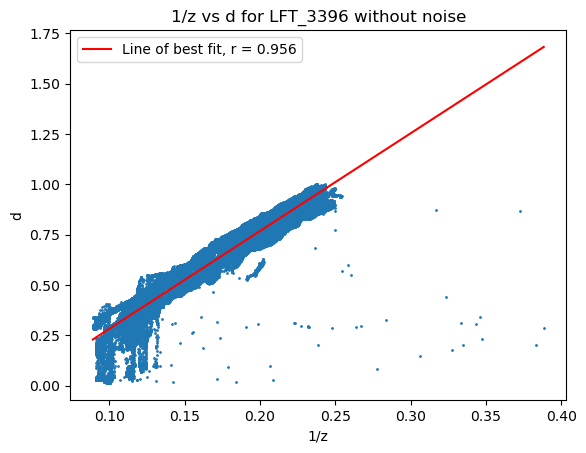 1/z vs d for LFT_3396 without noise
Line of best fit, r = 0.956
1.75
1.50
1.25
1.00
0.75
0.50
0.25
0.00
d
0.10 0.15 0.20 0.25 0.30 0.35 0.40
1/z